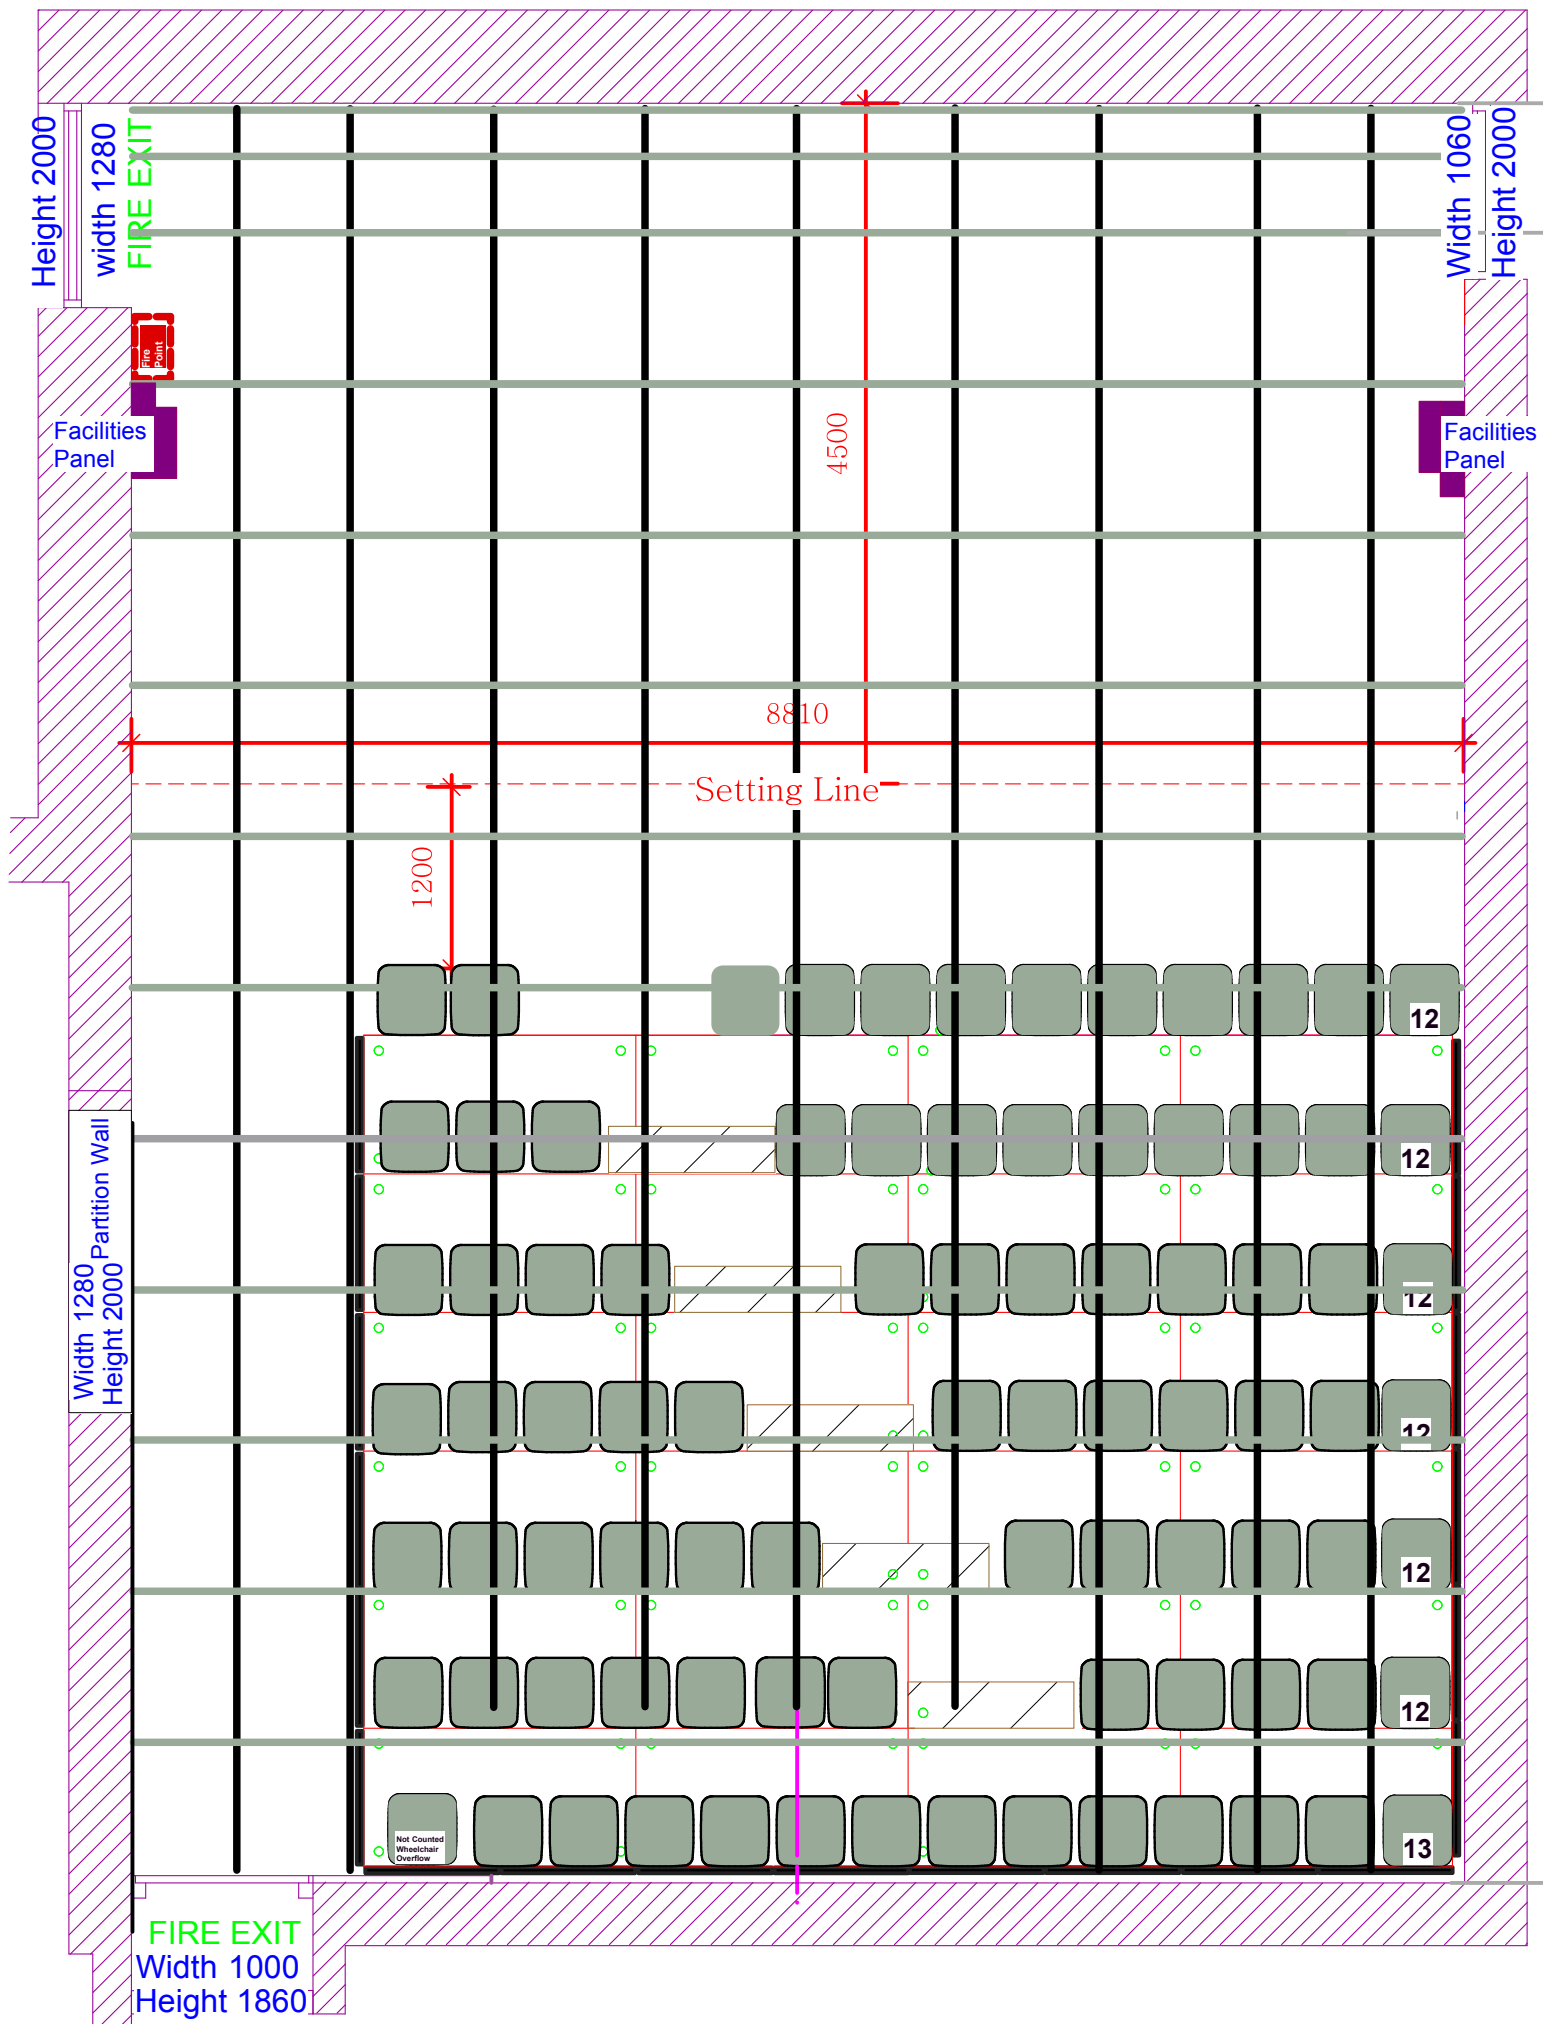 Height 2000
width 1280
FIRE EXIT
Width 1060
Height 2000
Fire
Point
Facilities
Panel
Facilities
Panel
4500
8810
Setting Line
1200
12
Partition Wall
Width 1280
Height 2000
12
12
12
12
12
Not Counted
Wheelchair
Overflow
13
FIRE EXIT
Width 1000
Height 1860